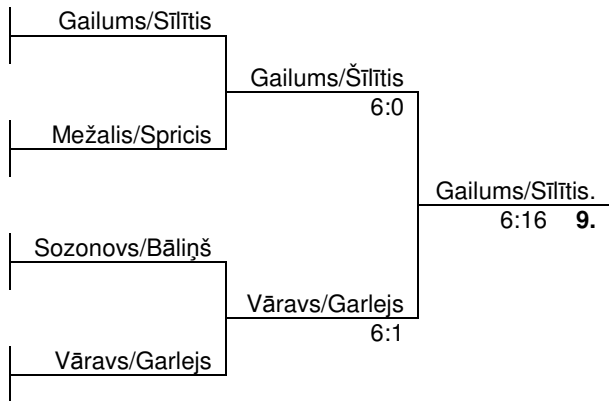 Gailums/Sīlītis
Gailums/Šīlītis
6:0
Mežalis/Spricis
Gailums/Sīlītis.
6:16 9.
Sozonovs/Bāliņš
Vāravs/Garlejs
6:1
Vāravs/Garlejs